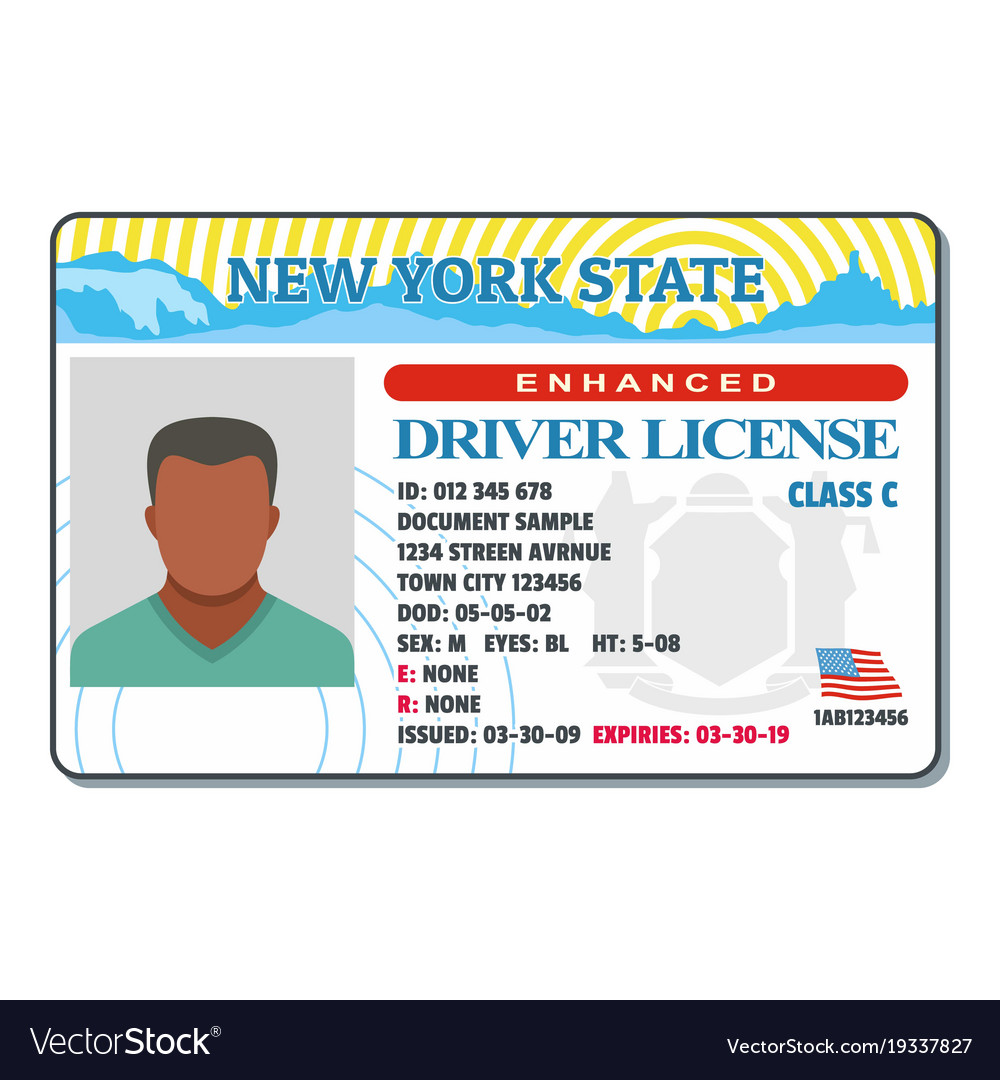 NEW YORK STATE
ENHANCED
DRIVER LICENSE
CLASS C
ID: 012 345 678
DOCUMENT SAMPLE
1234 STREEN AVRNUE
TOWN CITY 123456
DOD: 05-05-02
SEX: M EYES: BL HT: 5-08
E: NONE
R: NONE
1AB123456
ISSUED: 03-30-09 EXPIRIES: 03-30-19
VectorStock® VectorStock.com/19337827